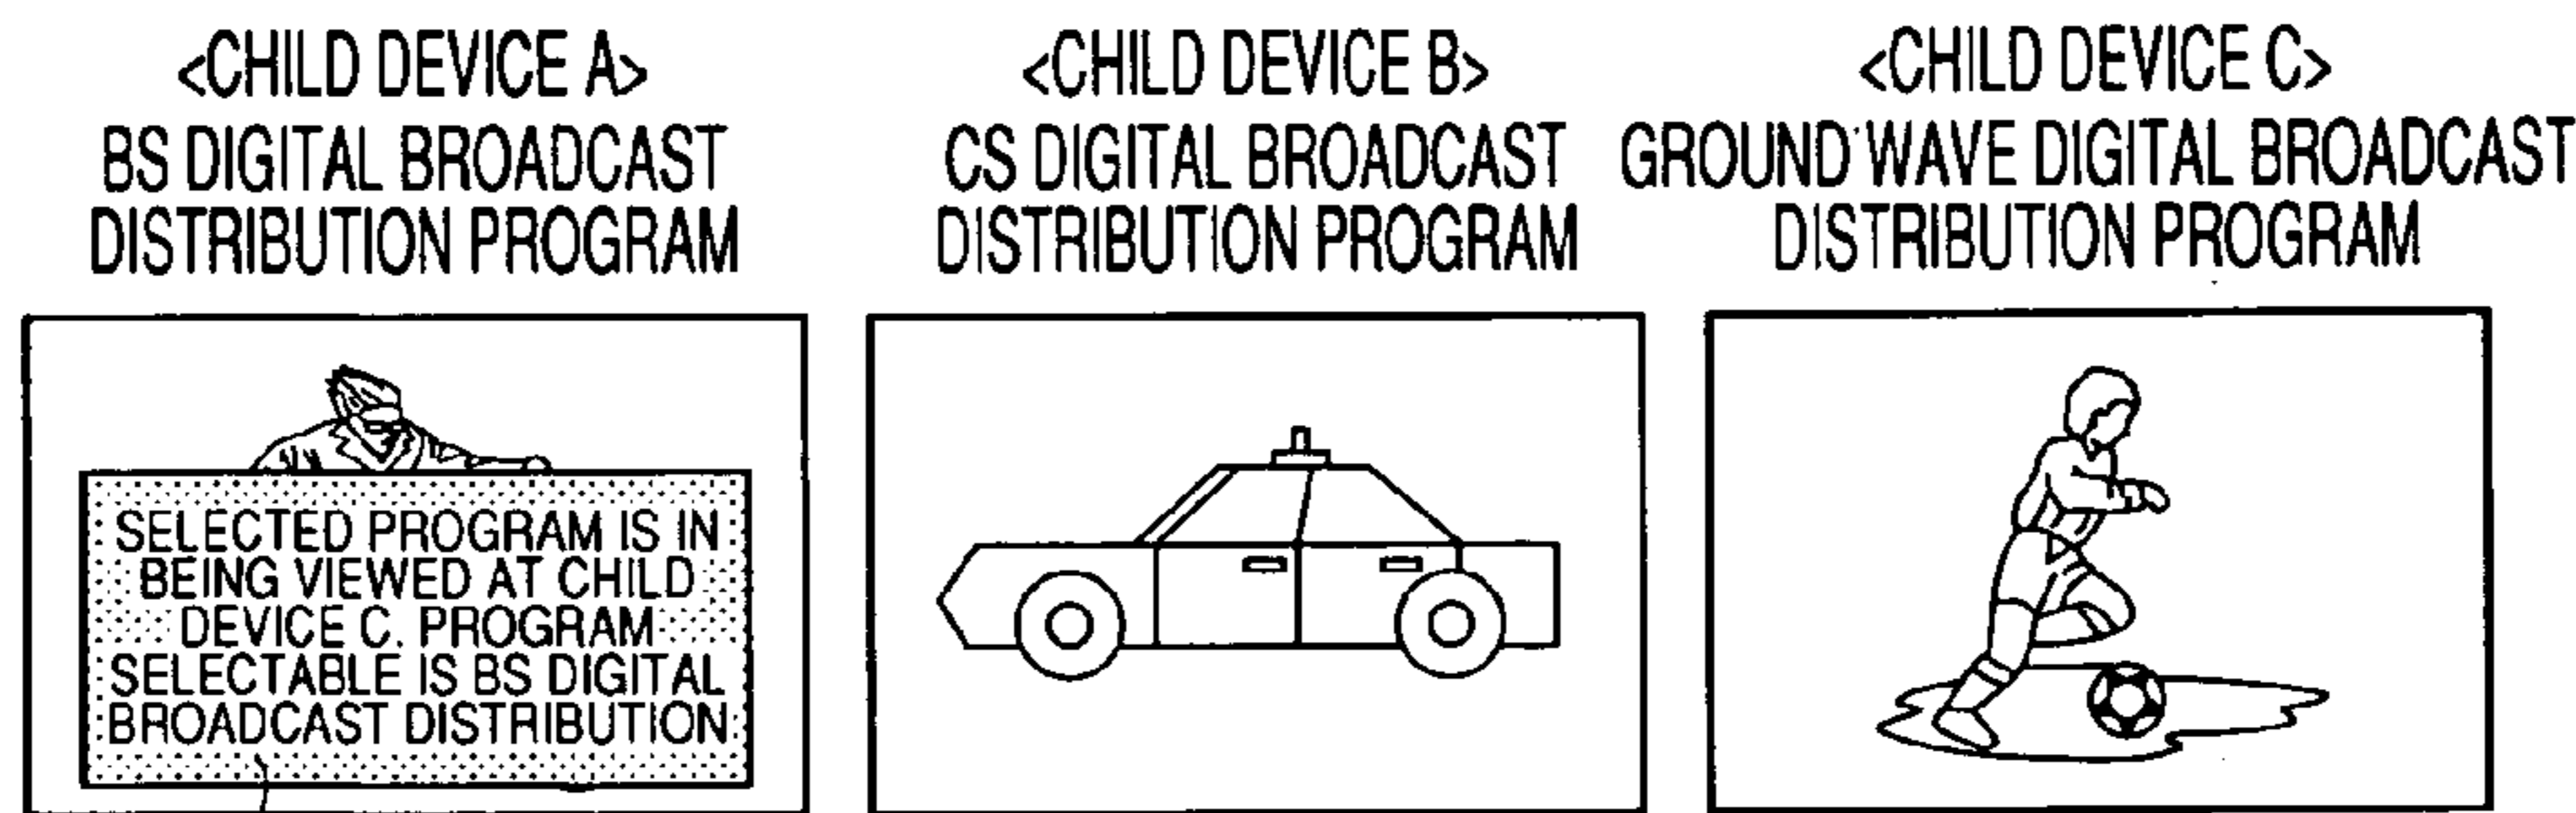 <CHILD DEVICE A>
BS DIGITAL BROADCAST
DISTRIBUTION PROGRAM
SELECTED PROGRAM IS IN
BEING VIEWED AT CHILD
DEVICE C. PROGRAM
SELECTABLE IS BS DIGITAL
BROADCAST DISTRIBUTION
<CHILD DEVICE B>
CS DIGITAL BROADCAST
DISTRIBUTION PROGRAM
<CHILD DEVICE C>
GROUND WAVE DIGITAL BROADCAST
DISTRIBUTION PROGRAM